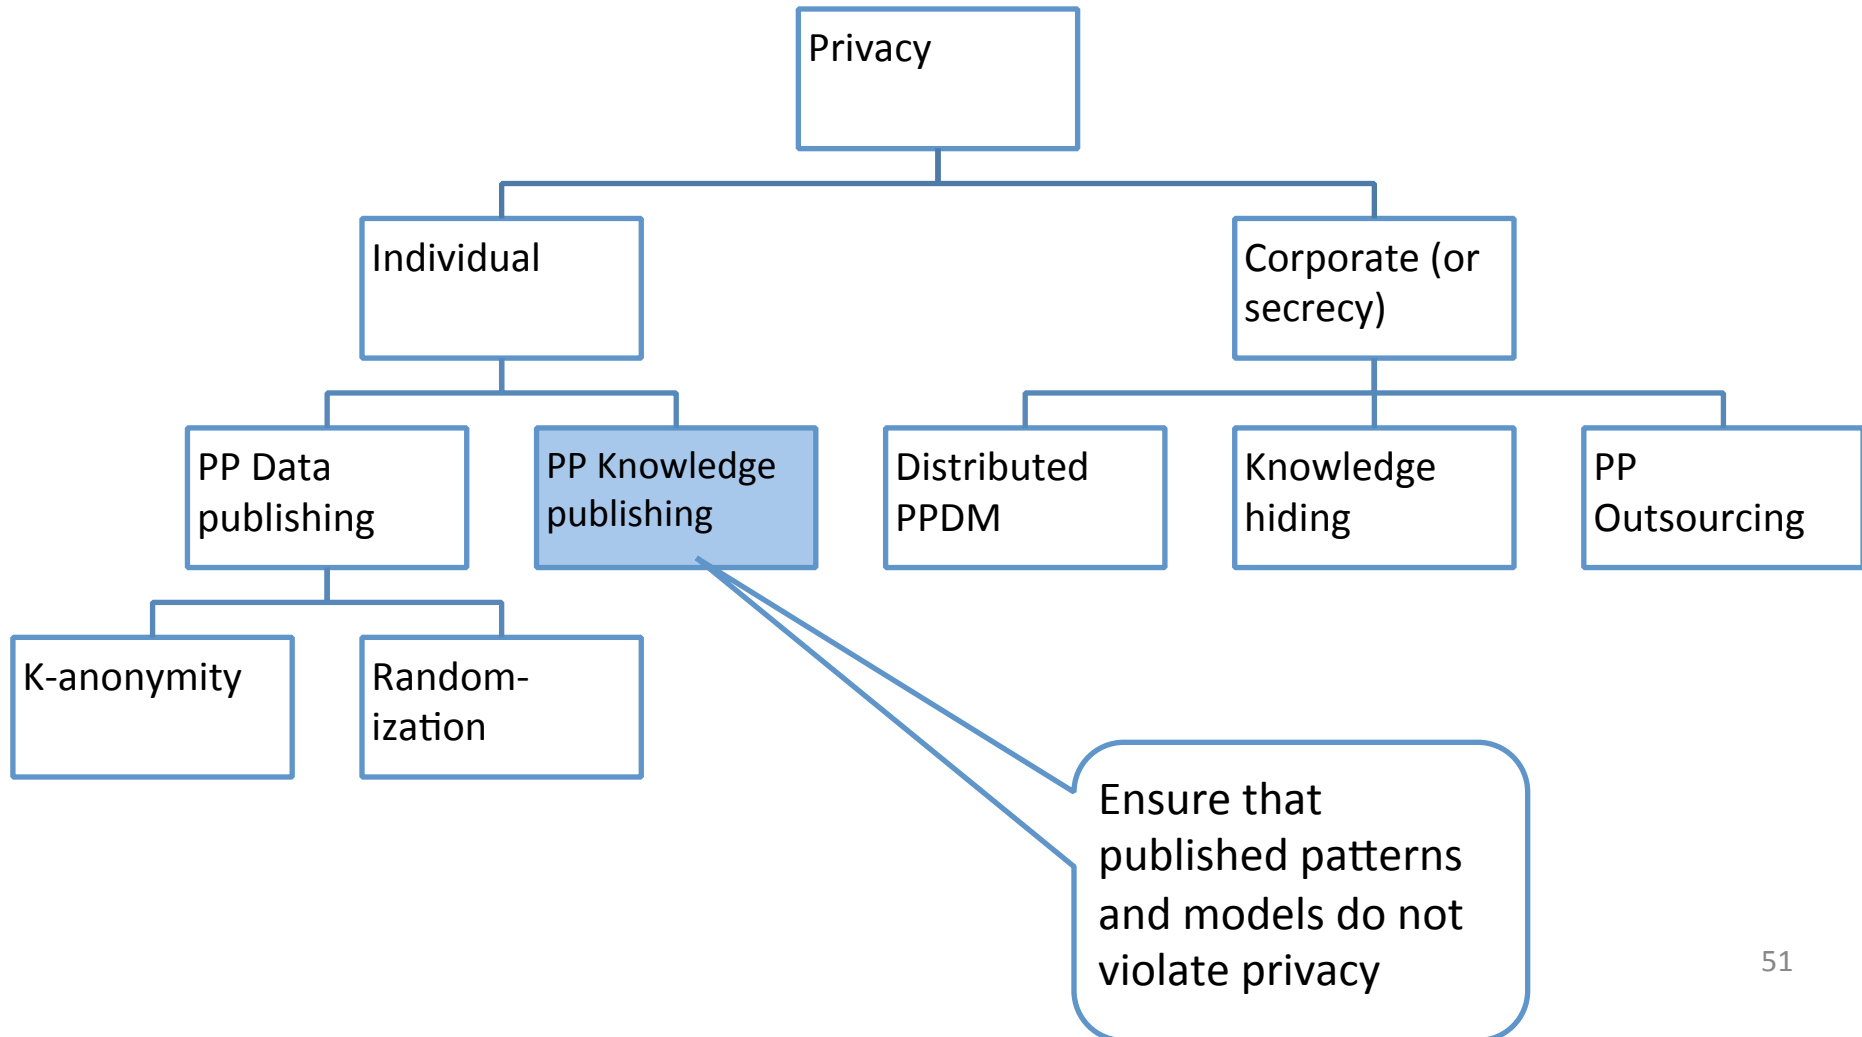 Privacy
Individual
Corporate (or
secrecy)
PP Data
publishing
PP Knowledge
publishing
Distributed
PPDM
Knowledge
hiding
PP
Outsourcing
K-anonymity
Random-
ization
Ensure that
published patterns
and models do not
violate privacy
51